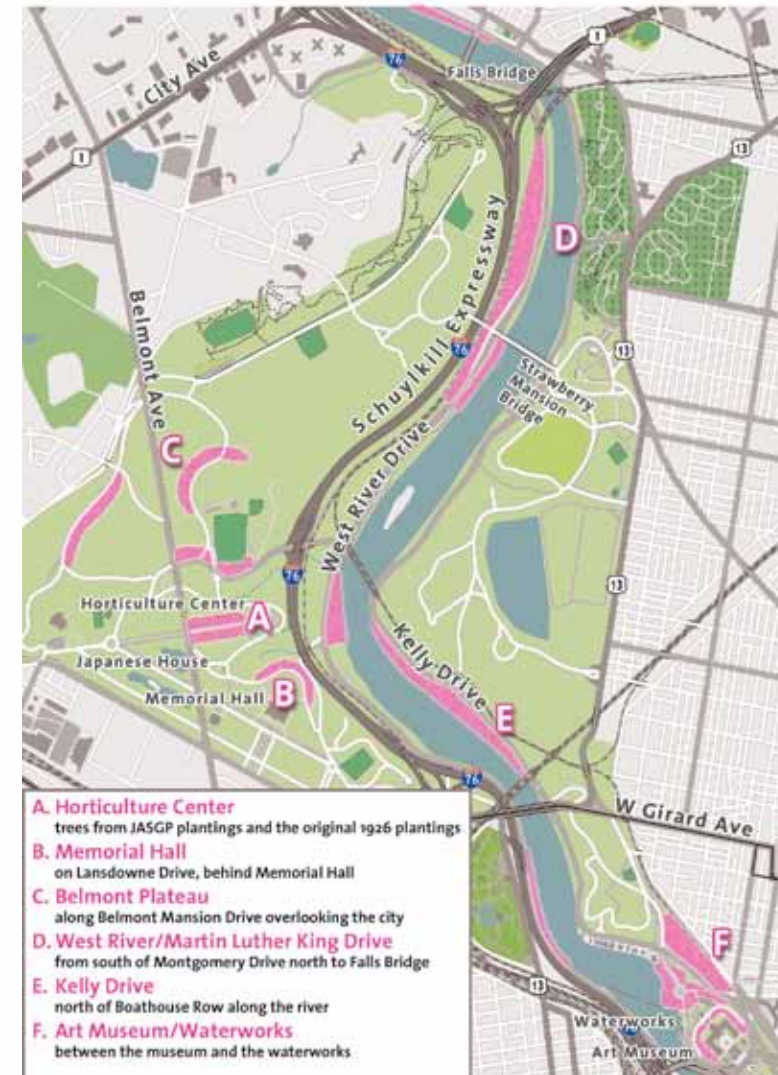 City Ave
1
76
Falls Bridge
1
13
D
Schuylkill Expressway
Belmont Ave
13
76
Strawberry
Mansion
Bridge
C
West River Drive
76
13
Horticulture Center
A
Japanese House
Memorial Hall
B
Kelly Drive
E
76
W Girard Ave
F
13
Waterworks
Art Museum
A. Horticulture Center
trees from JASGP plantings and the original 1926 plantings
B. Memorial Hall
on Lansdowne Drive, behind Memorial Hall
C. Belmont Plateau
along Belmont Mansion Drive overlooking the city
D. West River/Martin Luther King Drive
from south of Montgomery Drive north to Falls Bridge
E. Kelly Drive
north of Boathouse Row along the river
F. Art Museum/Waterworks
between the museum and the waterworks